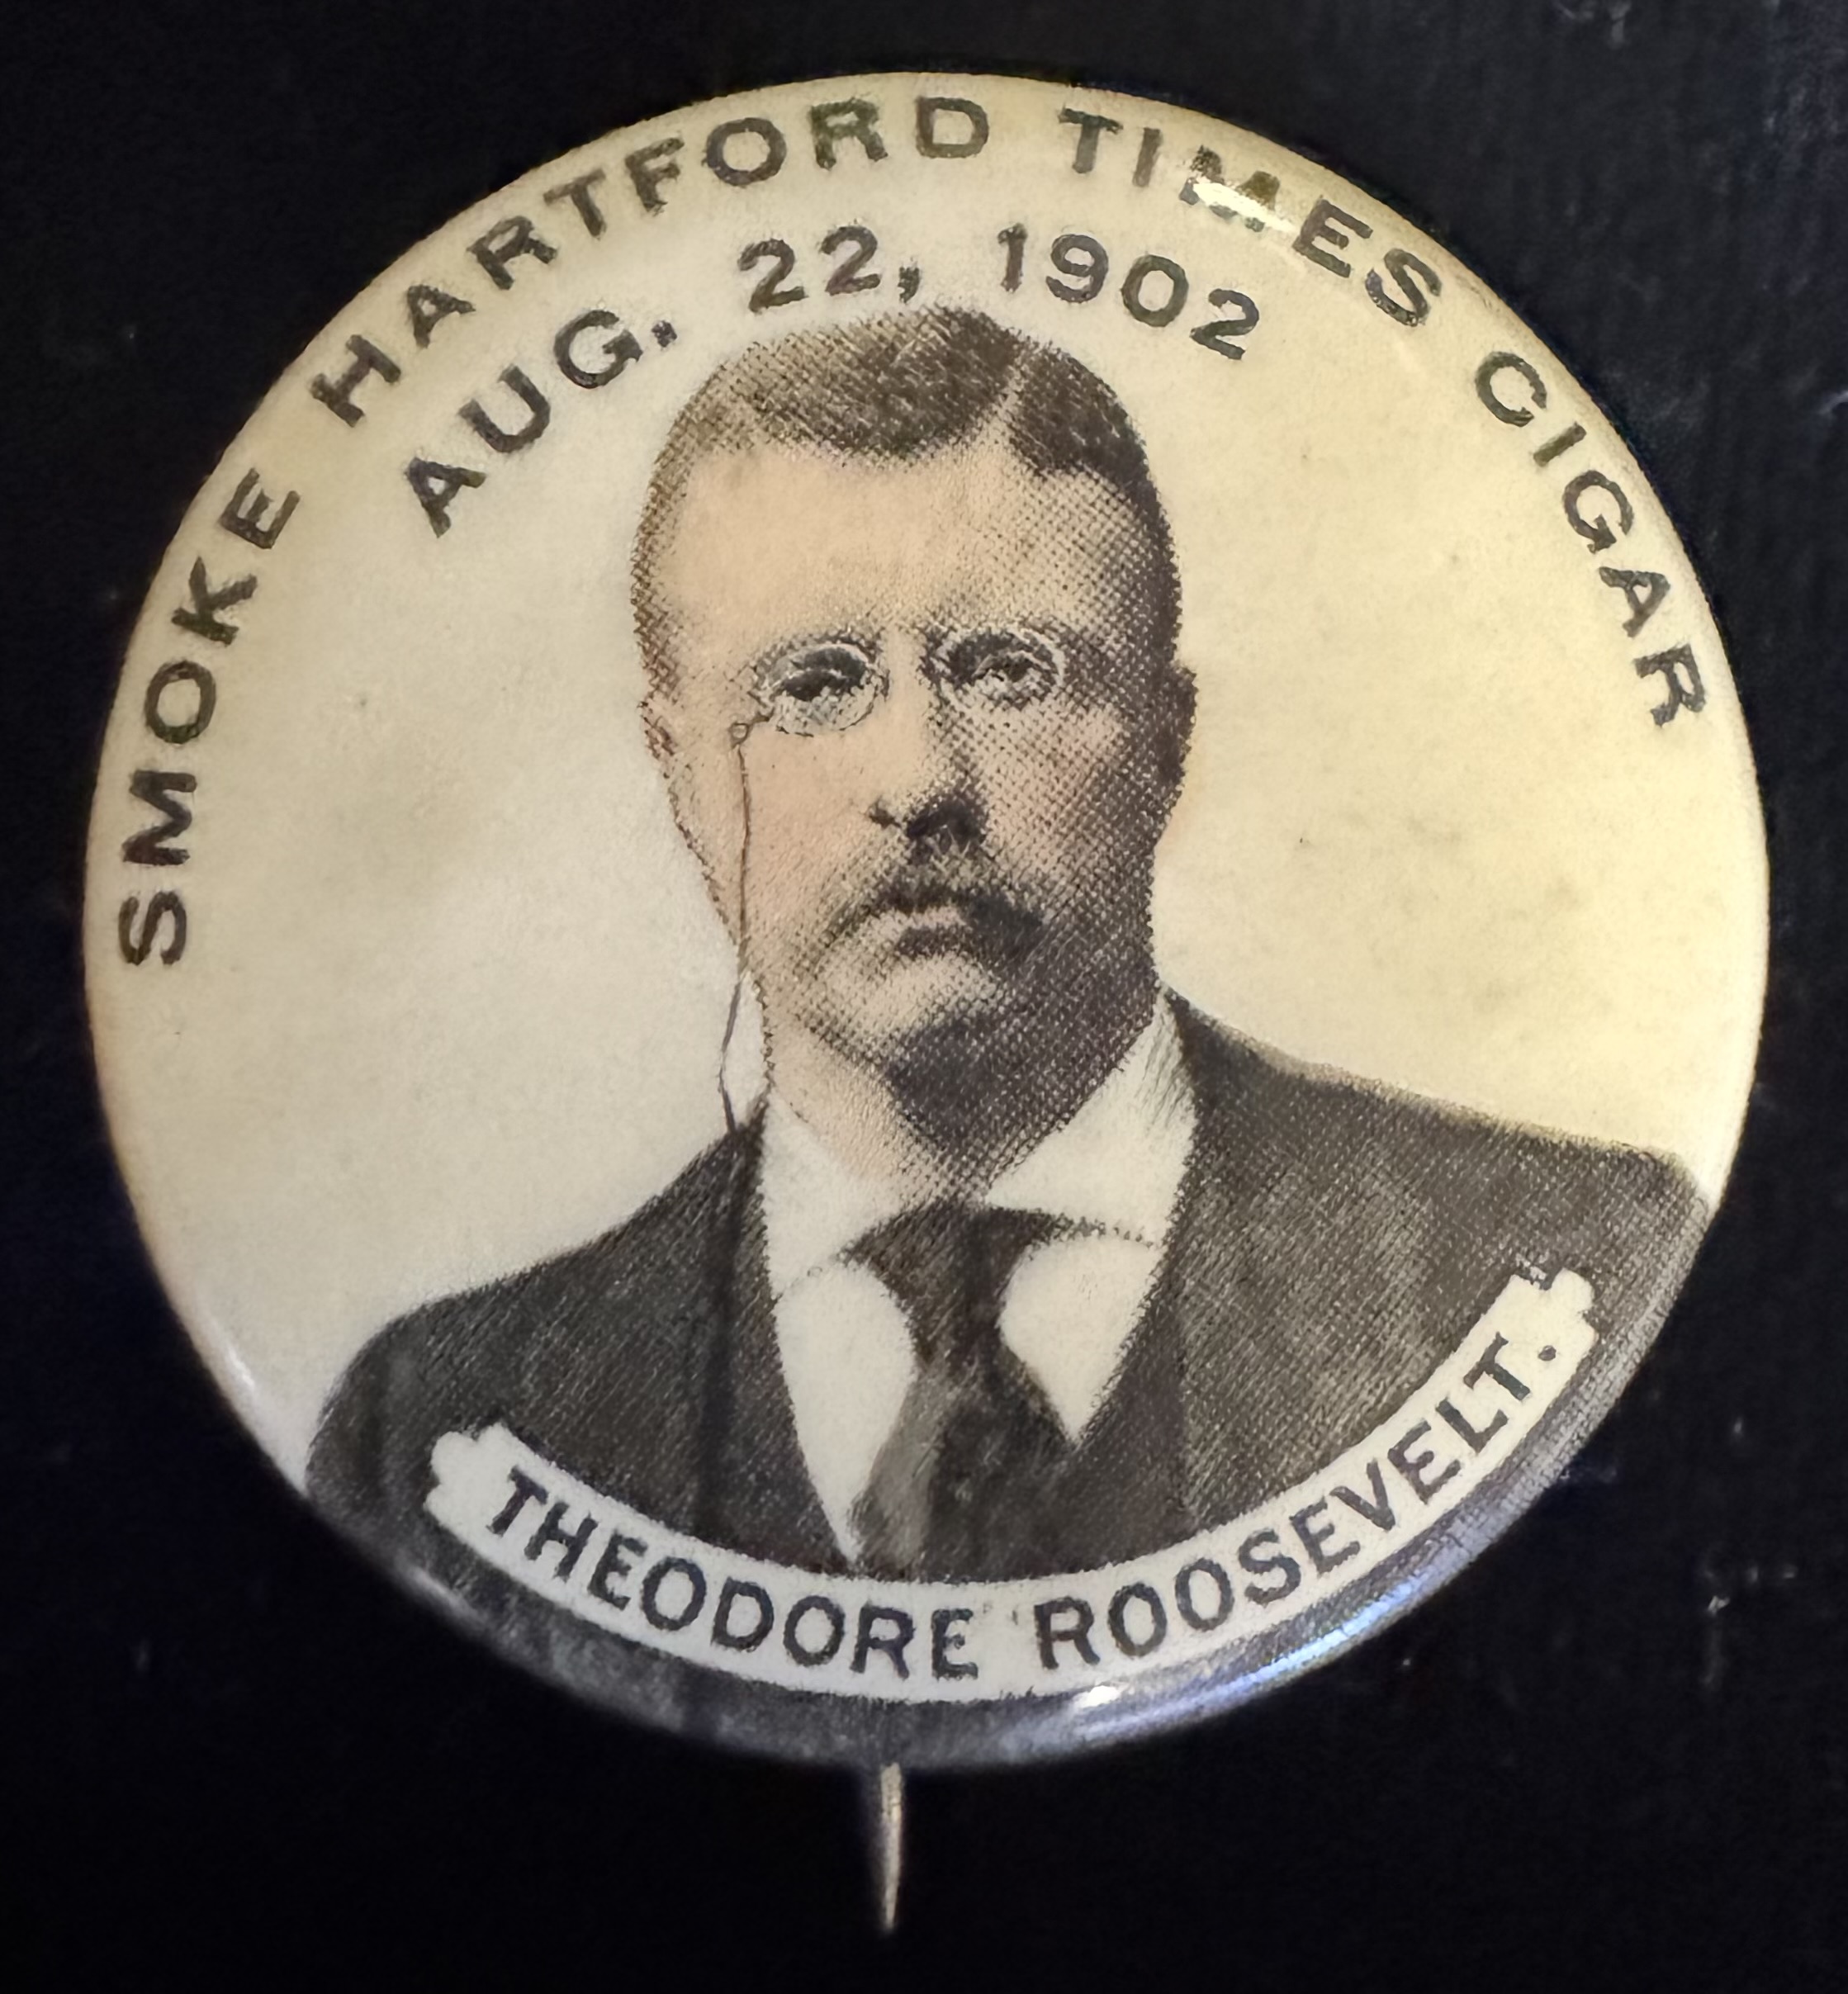 SMOKE HARTFORD TIMES CIGAR
AUG. 22, 1902
THEODORE ROOSEVELT.